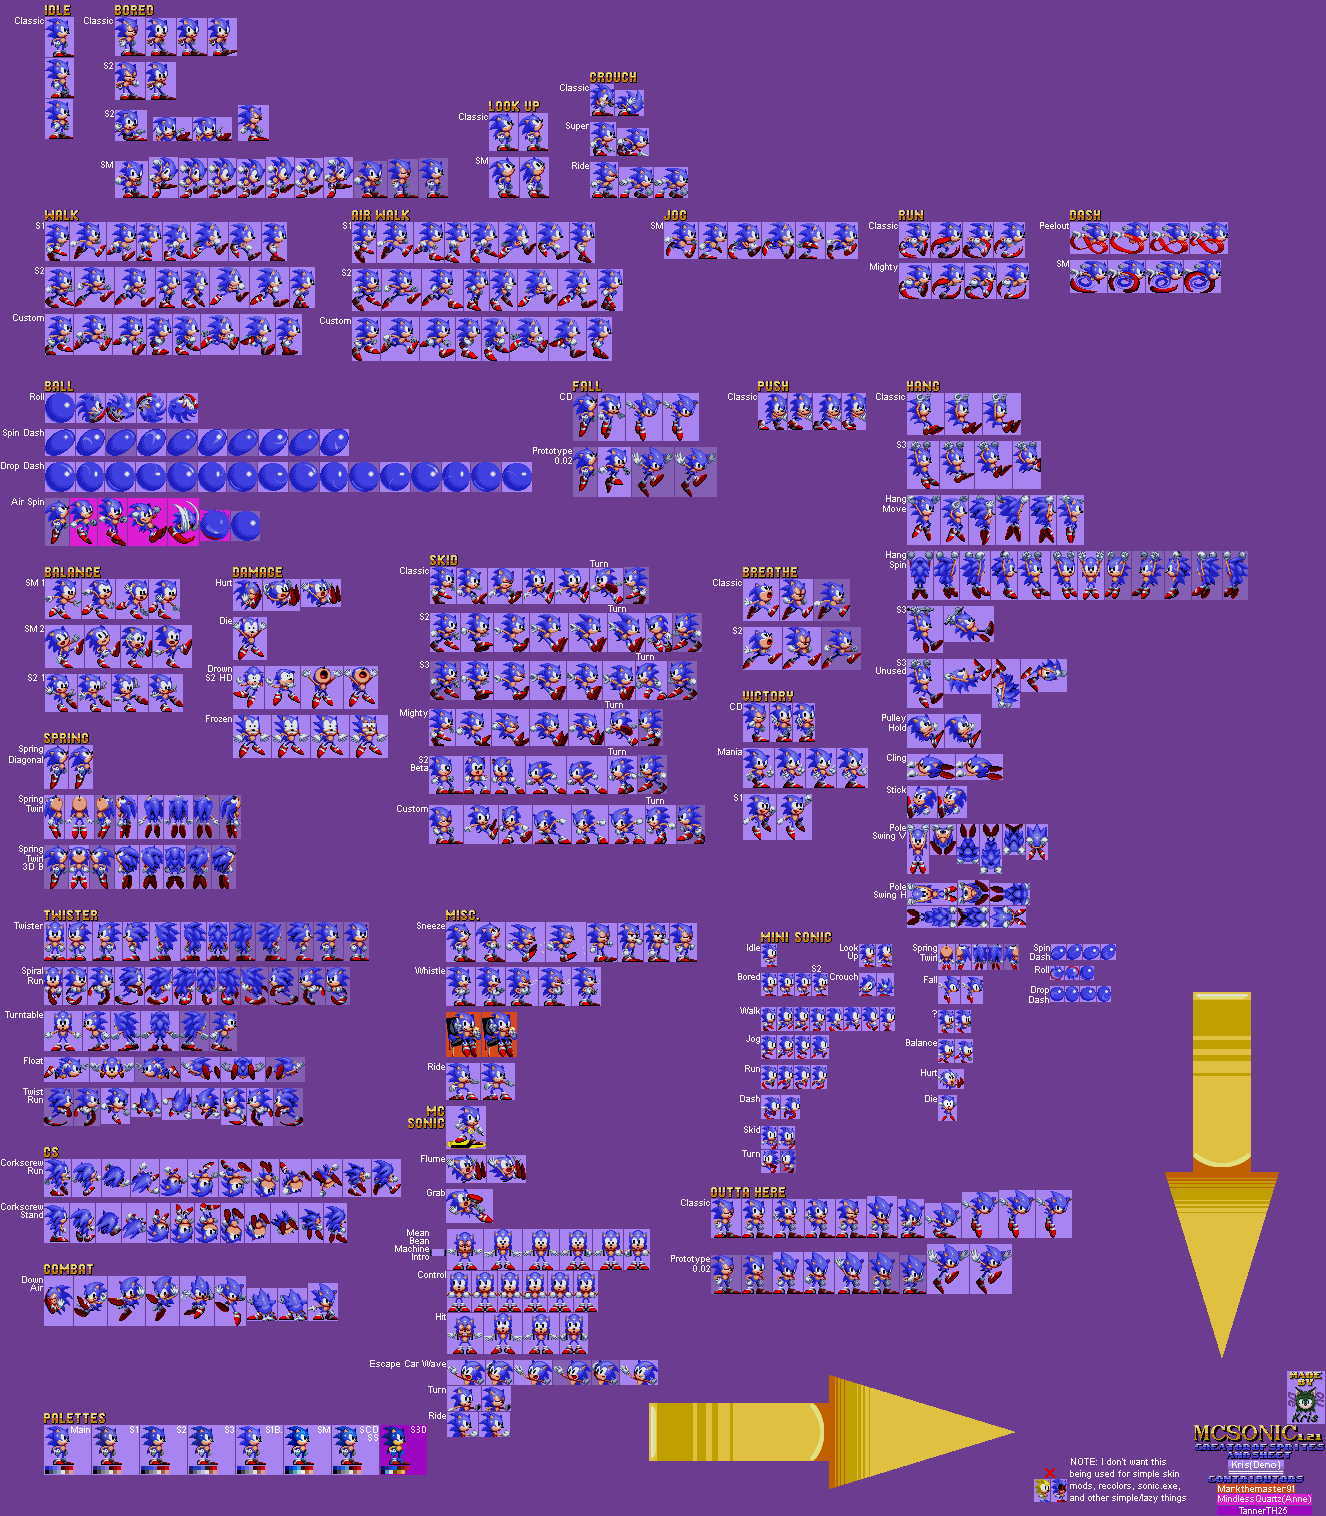 IDLE
Classic
BORED
Classic
S2
S2
SM
LOOK UP
Classic
SM
CROUCH
Classic
Super
Ride
WALK
S1
S2
Custom
AIR WALK
S1
S2
Custom
JOG
SM
RUN
Classic
Mighty
DASH
Peelout
SM
BALL
Roll
Spin Dash
Drop Dash
Air Spin
FALL
CD
Prototype
0.02
PUSH
Classic
HANG
Classic
S3
Hang
Move
Hang
Spin
S3
S3
Unused
Pulley
Hold
Cling
Stick
Pole
Swing V
Pole
Swing H
BALANCE
SM 1
SM 2
S2 1
DAMAGE
Hurt
Die
Drown
S2 HD
Frozen
SKID
Classic
Turn
S2
Turn
S3
Turn
Mighty
Turn
S2
Beta
Turn
Custom
Turn
BREATHE
Classic
S2
VICTORY
CD
Mania
S1
SPRING
Spring
Diagonal
Spring
Twirl
Spring
Twirl
3D B
TWISTER
Twister
Spiral
Run
Turntable
Float
Twist
Run
MISC.
Sneeze
Whistle
Ride
MC
SONIC
Flume
Grab
Mean
Bean
Machine
Intro
Control
Hit
Escape Car Wave
Turn
Ride
MINI SONIC
Idle
Bored
S2
Walk
Jog
Run
Dash
Skid
Turn
Look
Up
Crouch
Spring
Twirl
Fall
?
Balance
Hurt
Die
Spin
Dash
Roll
Drop
Dash
CS
Corkscrew
Run
Corkscrew
Stand
COMBAT
Down
Air
OUTTA HERE
Classic
Prototype
0.02
PALETTES
Main
S1
S2
S3
S1B
SM
SCD
SS
S3D
MADE
BY
Kris
MCSONIC 1.21
CREATOR OF SPRITES
AND SHEET
Kris(Deno)
CONTRIBUTORS
Markthemaster91
MindlessQuartz(Anne)
TannerTH25
NOTE: I don't want this
being used for simple skin
mods, recolors, sonic.exe,
and other simple/lazy things